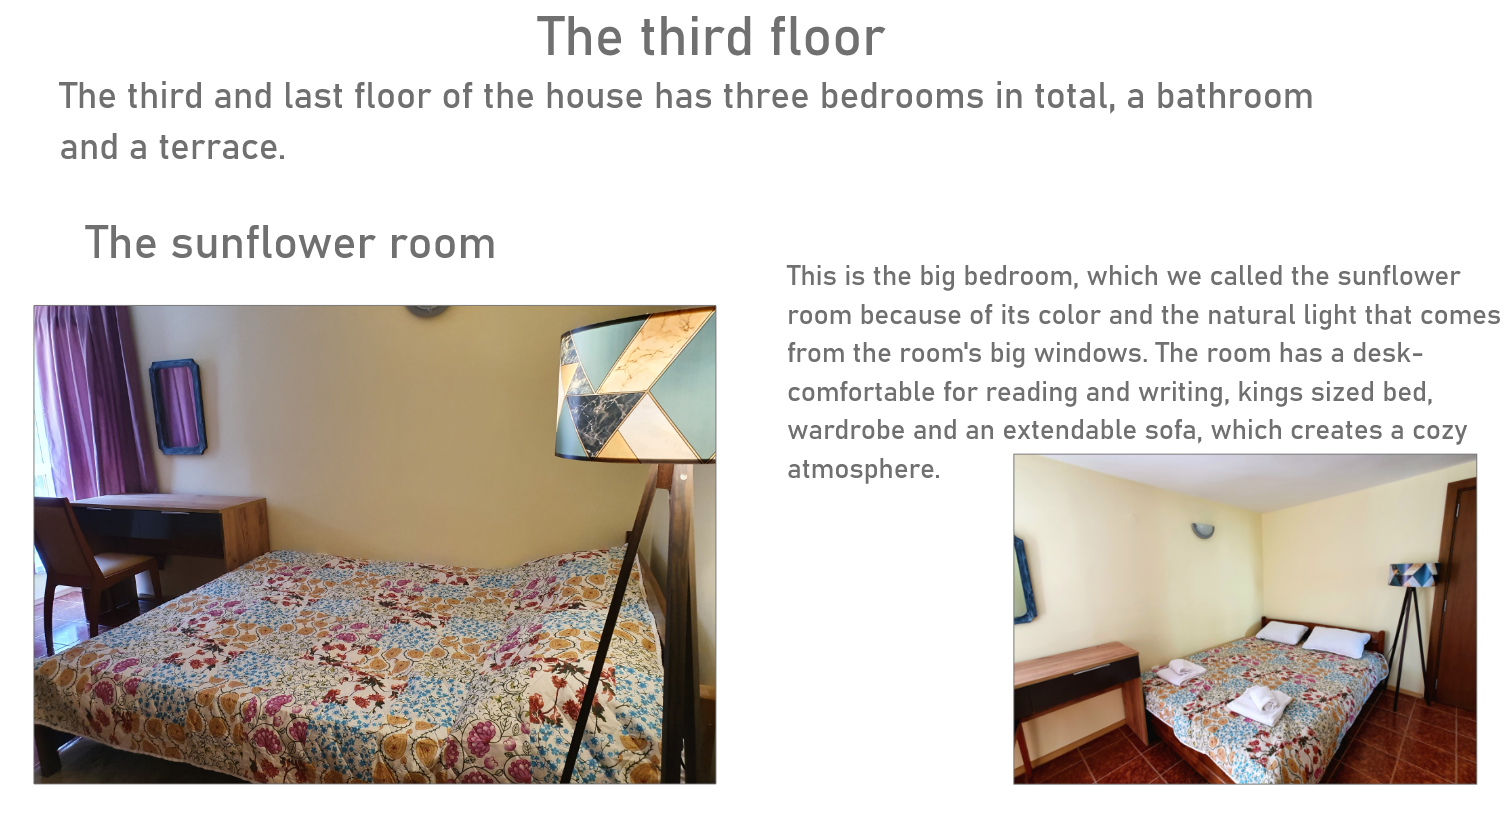 The third floor
The third and last floor of the house has three bedrooms in total, a bathroom
and a terrace.
The sunflower room
This is the big bedroom, which we called the sunflower
room because of its color and the natural light that comes
from the room's big windows. The room has a desk-
comfortable for reading and writing, kings sized bed,
wardrobe and an extendable sofa, which creates a cozy
atmosphere.